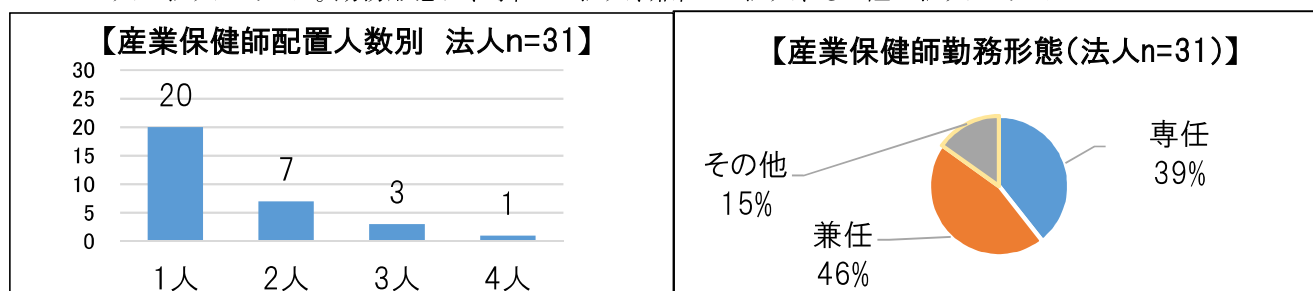 【産業保健師配置人数別 法人n=31】
30
25
20
15
10
5
0
20
7
3
1
1人
2人
3人
4人
【産業保健師勤務形態(法人n=31)】
専任
39%
その他
15%
兼任
46%